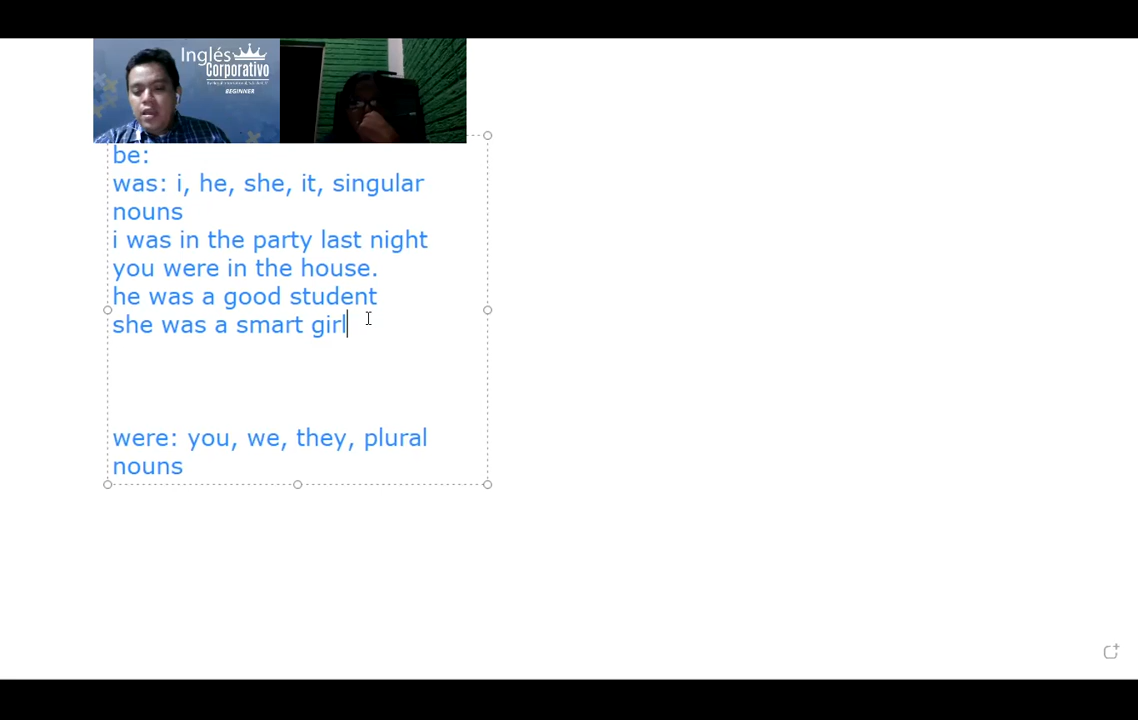 Inglés
Corporativo
BEGINNER
be:
was: i, he, she, it, singular
nouns
i was in the party last night
you were in the house.
he was a good student
she was a smart girl
were: you, we, they, plural
nouns